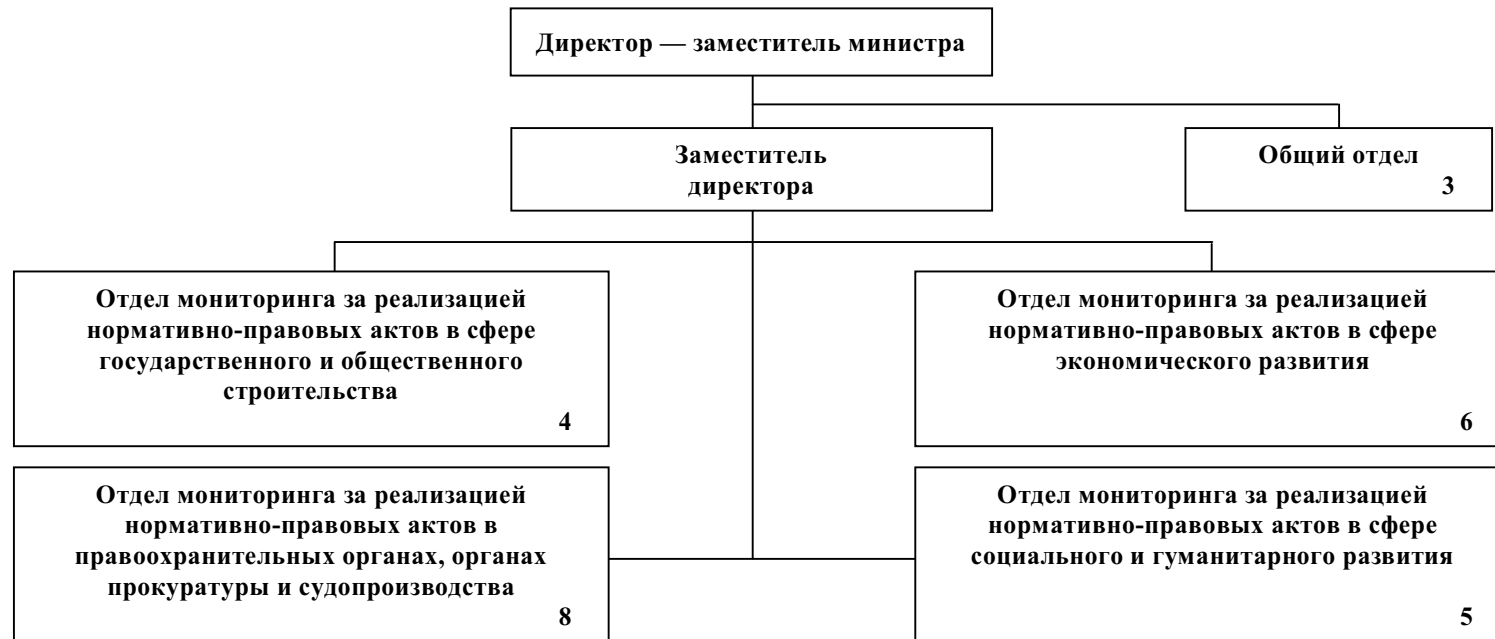 Директор — заместитель министра
Заместитель
директора
Общий отдел
3
Отдел мониторинга за реализацией
нормативно-правовых актов в сфере
государственного и общественного
строительства
4
Отдел мониторинга за реализацией
нормативно-правовых актов в сфере
экономического развития
6
Отдел мониторинга за реализацией
нормативно-правовых актов в
правоохранительных органах, органах
прокуратуры и судопроизводства
8
Отдел мониторинга за реализацией
нормативно-правовых актов в сфере
социального и гуманитарного развития
5